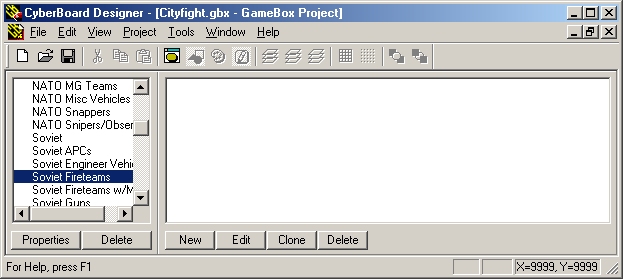 CyberBoard Designer - [Cityfight.gbx - GameBox Project]
File Edit View Project Tools Window Help
NATO MG Teams
NATO Misc Vehicles
NATO Snappers
NATO Snipers/Obser
Soviet
Soviet APCs
Soviet Engineer Vehi
Soviet Fireteams
Soviet Fireteams w/M
Soviet Guns
Properties Delete New Edit Clone Delete
For Help, press F1 X=9999, Y=9999